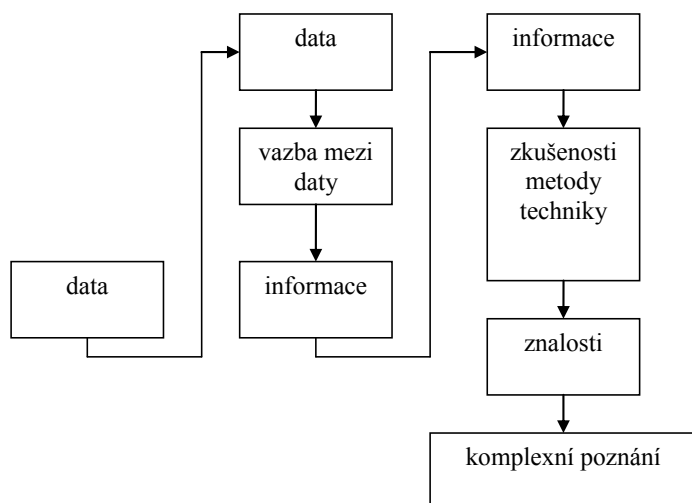 data
data
vazba mezi
daty
informace
informace
zkušenosti
metody
techniky
znalosti
komplexní poznání